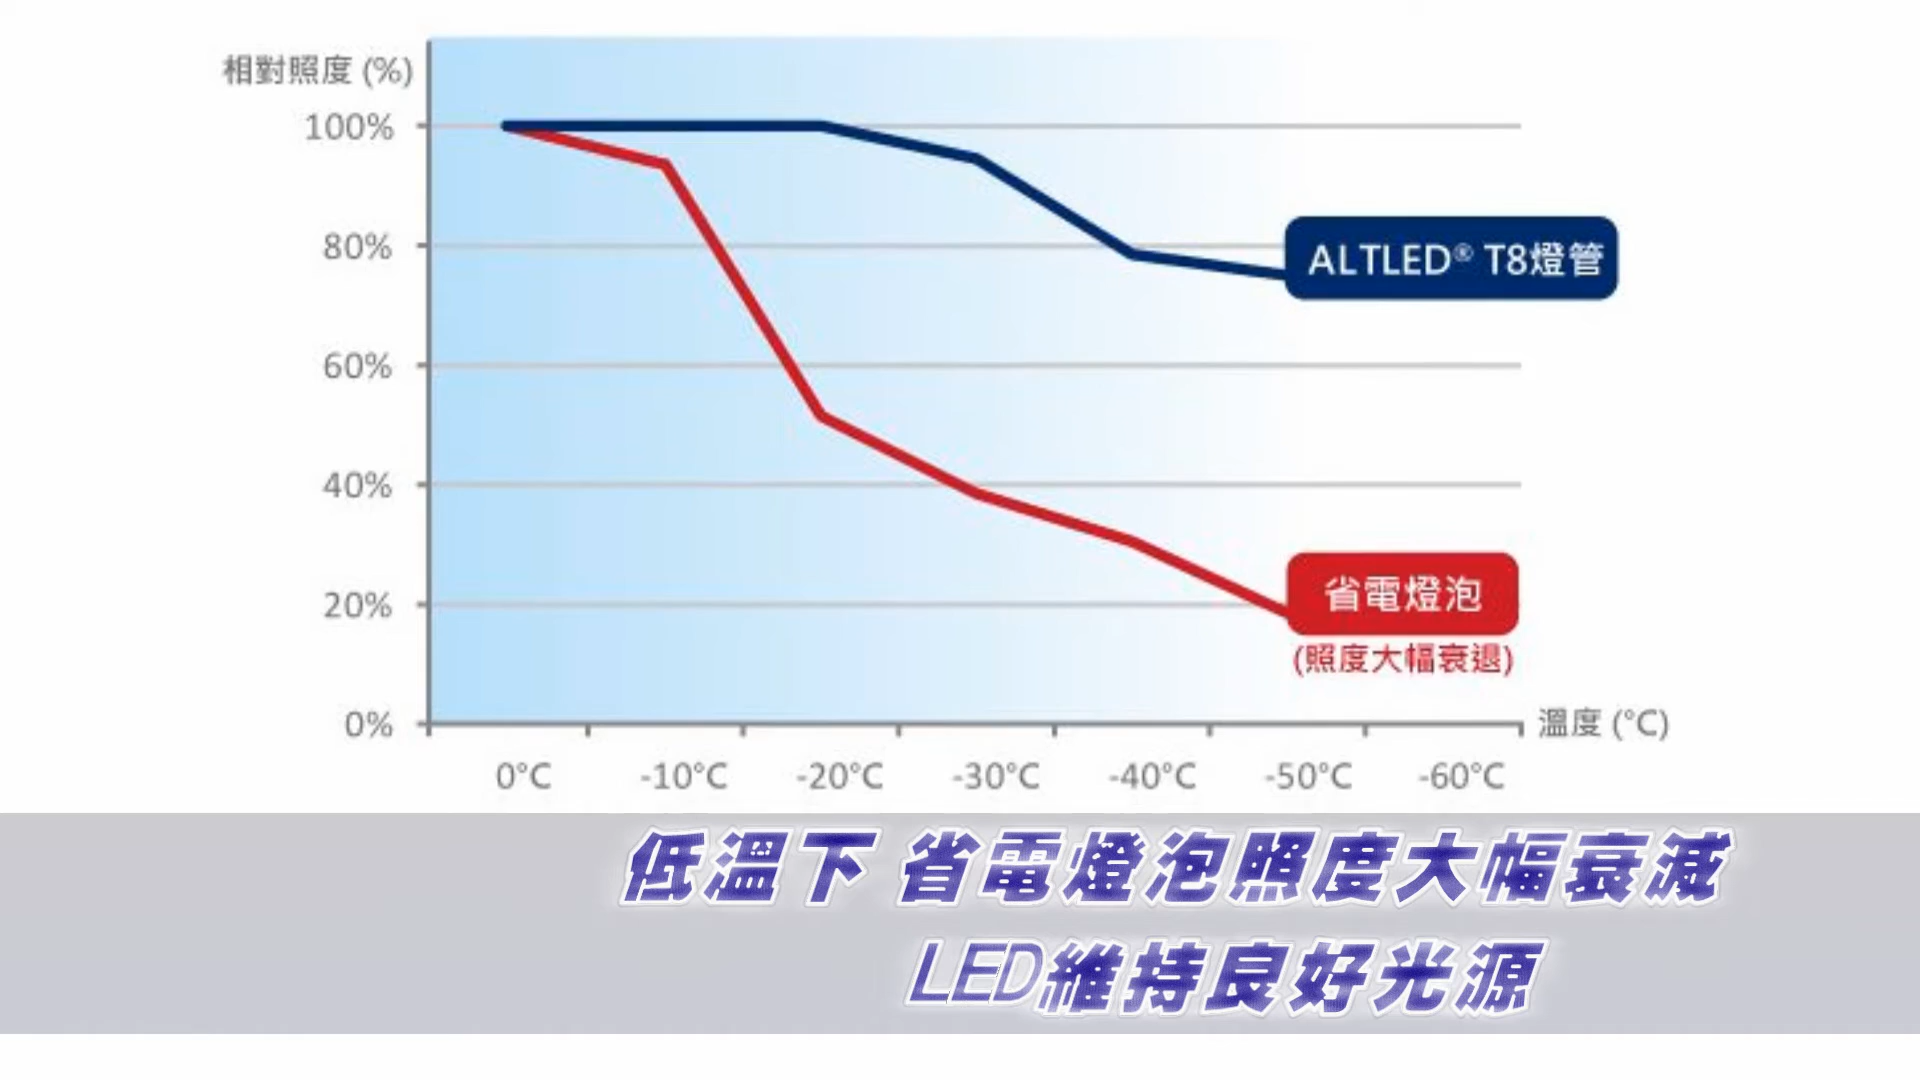 相對照度 (%)
100%
80%
60%
40%
20%
0%
ALTLED® T8燈管
省電燈泡
(照度大幅衰退)
溫度 (°C)
0°C -10°C -20°C -30°C -40°C -50°C -60°C
低溫下 省電燈泡照度大幅衰減
LED維持良好光源